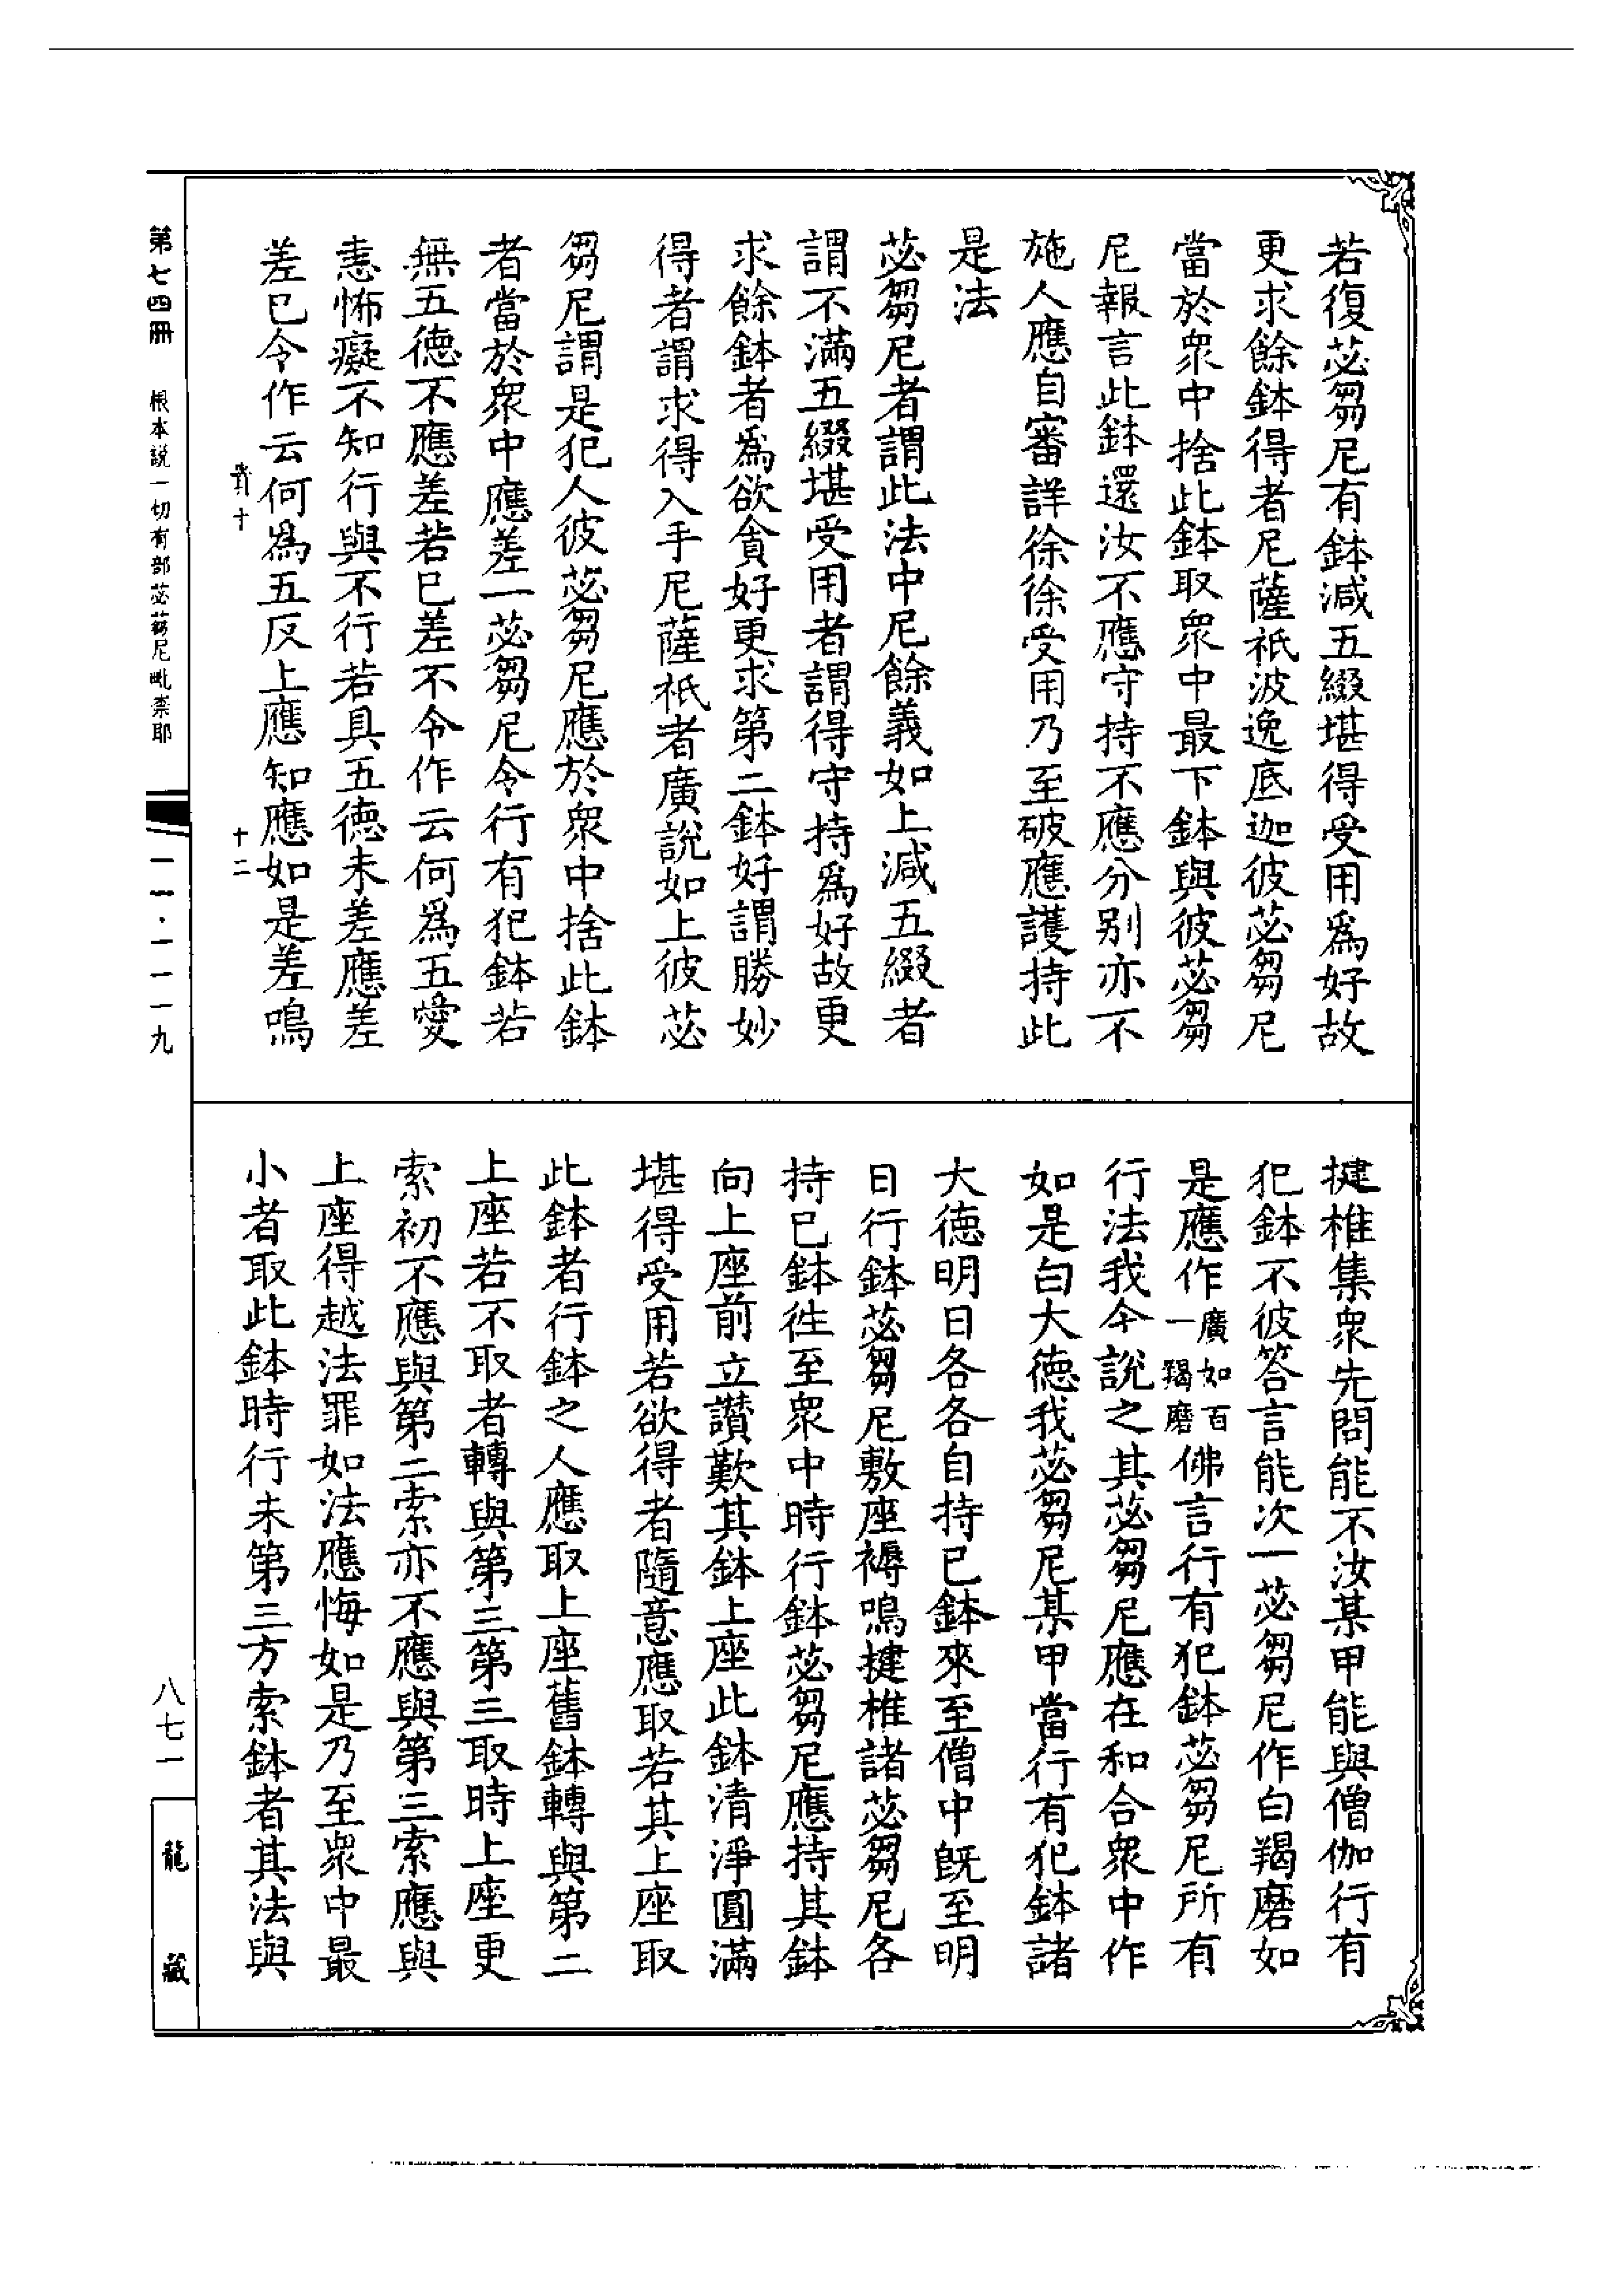 若復苾芻尼有鉢減五綴堪得受用爲好故
更求餘鉢得者尼薩祇波逸底迦彼苾芻尼
當於衆中捨此鉢取衆中最下鉢與彼苾芻
尼報言此鉢還汝不應守持不應分別亦不
施人應自審詳徐徐受用乃至破應護持此
是法
苾芻尼者謂此法中尼餘義如上減五綴者
謂不滿五綴堪受用者謂得守持爲好故更
求餘鉢者爲欲貪好更求第二鉢好謂勝妙
得者謂求得入手尼薩祇者廣說如上彼苾
芻尼謂是犯人彼苾芻尼應於衆中捨此鉢
者當於衆中應差一苾芻尼令行有犯鉢若
無五德不應差若已差不令作云何爲五愛
恚怖癡不知行與不行若具五德未差應差
差已令作云何爲五反上應知應如是差鳴
揵椎集衆先問能不汝某甲能與僧伽行有
犯鉢不彼答言能次一苾芻尼作白羯磨如
是應作廣如百一羯磨佛言行有犯鉢苾芻尼所有
行法我今說之其苾芻尼應在和合衆中作
如是白大德我苾芻尼某甲當行有犯鉢諸
大德明日各各自持已鉢來至僧中既至明
日行鉢苾芻尼敷座褥鳴揵椎諸苾芻尼各
持已鉢徃至衆中時行鉢苾芻尼應持其鉢
向上座前立讚歎其鉢上座此鉢清淨圓滿
堪得受用若欲得者隨意應取若其上座取
此鉢者行鉢之人應取上座舊鉢轉與第二
上座若不取者轉與第三第三取時上座更
索初不應與第二索亦不應與第三索應與
上座得越法罪如法應悔如是乃至衆中最
小者取此鉢時行未第三方索鉢者其法與
貴十
十二
第七四冊
根本説一切有部苾蒭尼毗柰耶
一一·一一一九
八七一
龍藏